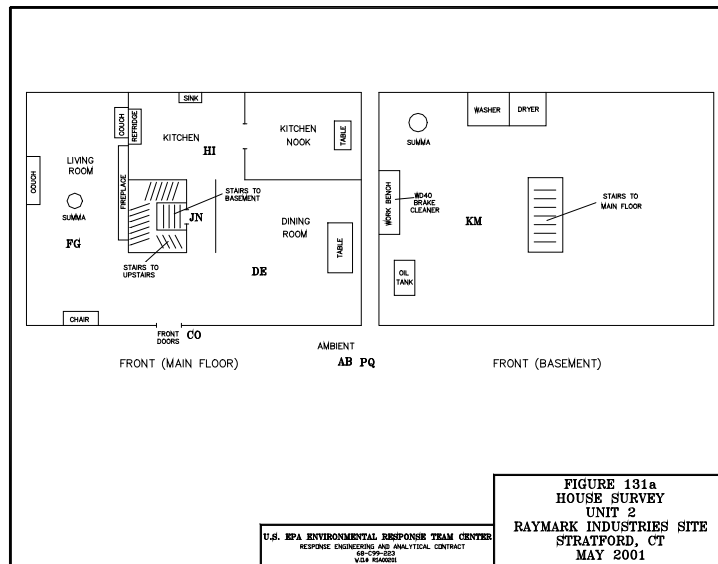 SINK
WASHER
DRYER
COUCH
REFRIDGE
KITCHEN
HI
KITCHEN
NOOK
TABLE
SUMMA
LIVING
ROOM
COUCH
FIREPLACE
SUMMA
FG
STAIRS TO
BASEMENT
JN
STAIRS TO
UPSTAIRS
DINING
ROOM
TABLE
DE
CHAIR
FRONT
DOORS
CO
WORK BENCH
WD40
BRAKE
CLEANER
KM
STAIRS TO
MAIN FLOOR
OIL
TANK
AMBIENT
AB PQ
FRONT (MAIN FLOOR)
FRONT (BASEMENT)
U.S. EPA ENVIRONMENTAL RESPONSE TEAM CENTER
RESPONSE ENGINEERING AND ANALYTICAL CONTRACT
68-C99-223
W.O.# R1A00201
FIGURE 131a
HOUSE SURVEY
UNIT 2
RAYMARK INDUSTRIES SITE
STRATFORD, CT
MAY 2001